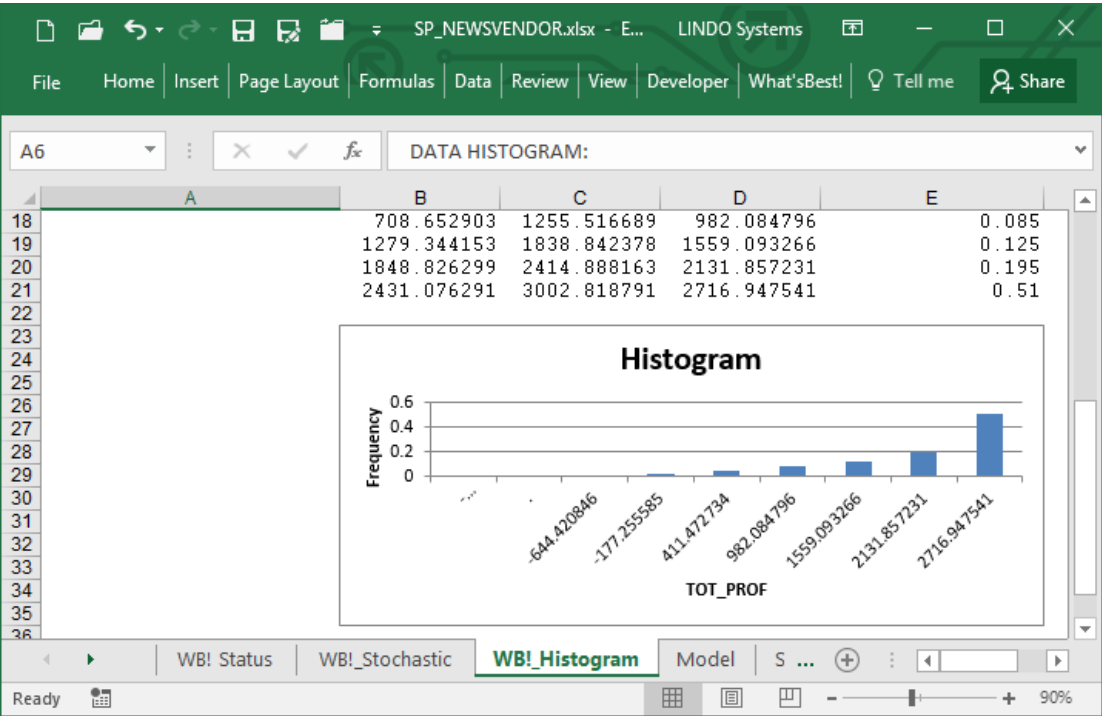 SP_NEWSVENDOR.xlsx - E... LINDO Systems
File Home Insert Page Layout Formulas Data Review View Developer What'sBest! Tell me Share
A6 fx DATA HISTOGRAM:
A B C D E
18 708.652903 1255.516689 982.084796 0.085
19 1279.344153 1838.842378 1559.093266 0.125
20 1848.826299 2414.888163 2131.857231 0.195
21 2431.076291 3002.818791 2716.947541 0.51
22
23
24
25
26
27
28
29
30
31
32
33
34
35
36
Histogram
Frequency
0.6
0.4
0.2
0
-... . -644.420846 -177.255585 411.472734 982.084796 1559.093266 2131.857231 2716.947541
TOT_PROF
WB! Status WB!_Stochastic WB!_Histogram Model S ...
Ready 90%